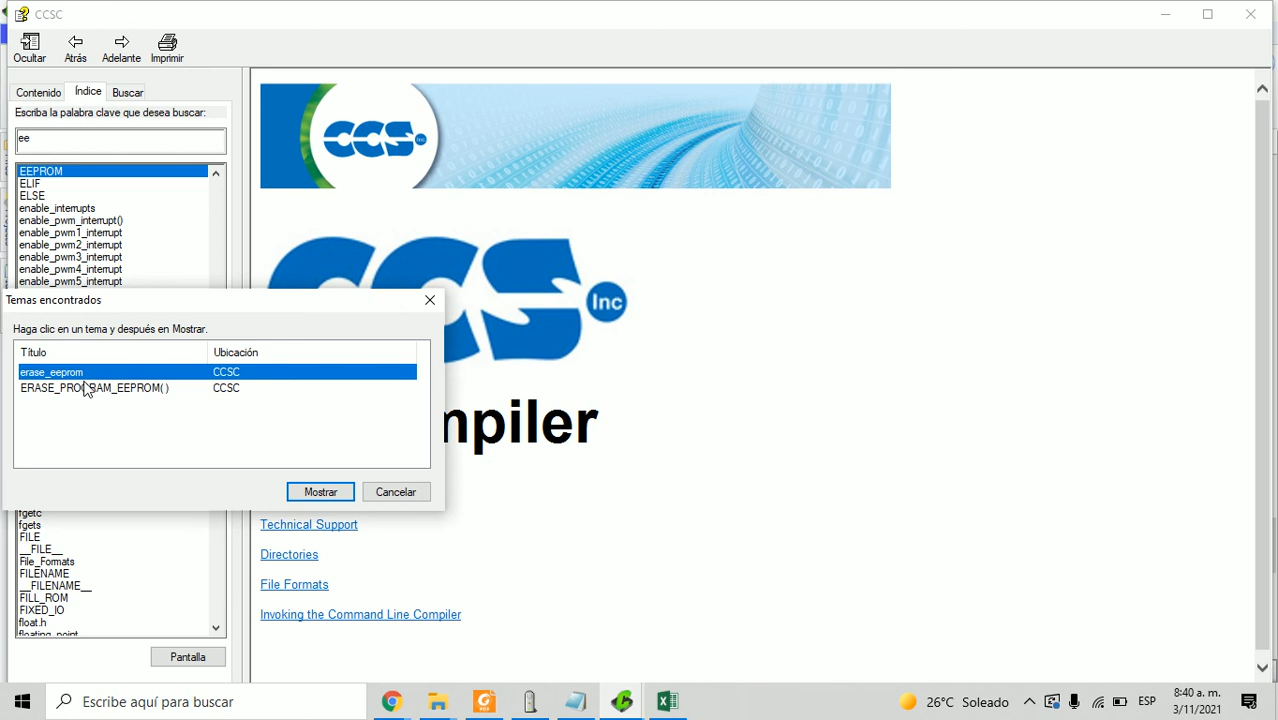 CCSC
Ocultar Atrás Adelante Imprimir
Contenido Índice Buscar
Escriba la palabra clave que desea buscar:
ee
EEPROM
ELIF
ELSE
enable_interrupts
enable_pwm_interrupt()
enable_pwm1_interrupt
enable_pwm2_interrupt
enable_pwm3_interrupt
enable_pwm4_interrupt
enable_pwm5_interrupt
Temas encontrados
Haga clic en un tema y después en Mostrar.
Título Ubicación
erase_eeprom CCSC
ERASE_PROGRAM_EEPROM( ) CCSC
Mostrar Cancelar
fgetc
fgets
FILE
__FILE__
File_Formats
FILENAME
__FILENAME__
FILL_ROM
FIXED_IO
float.h
floating_point
Pantalla
CCS Inc
CCS Inc
mpiler
Technical Support
Directories
File Formats
Invoking the Command Line Compiler
Escribe aquí para buscar
26°C Soleado
ESP
8:40 a. m.
3/11/2021